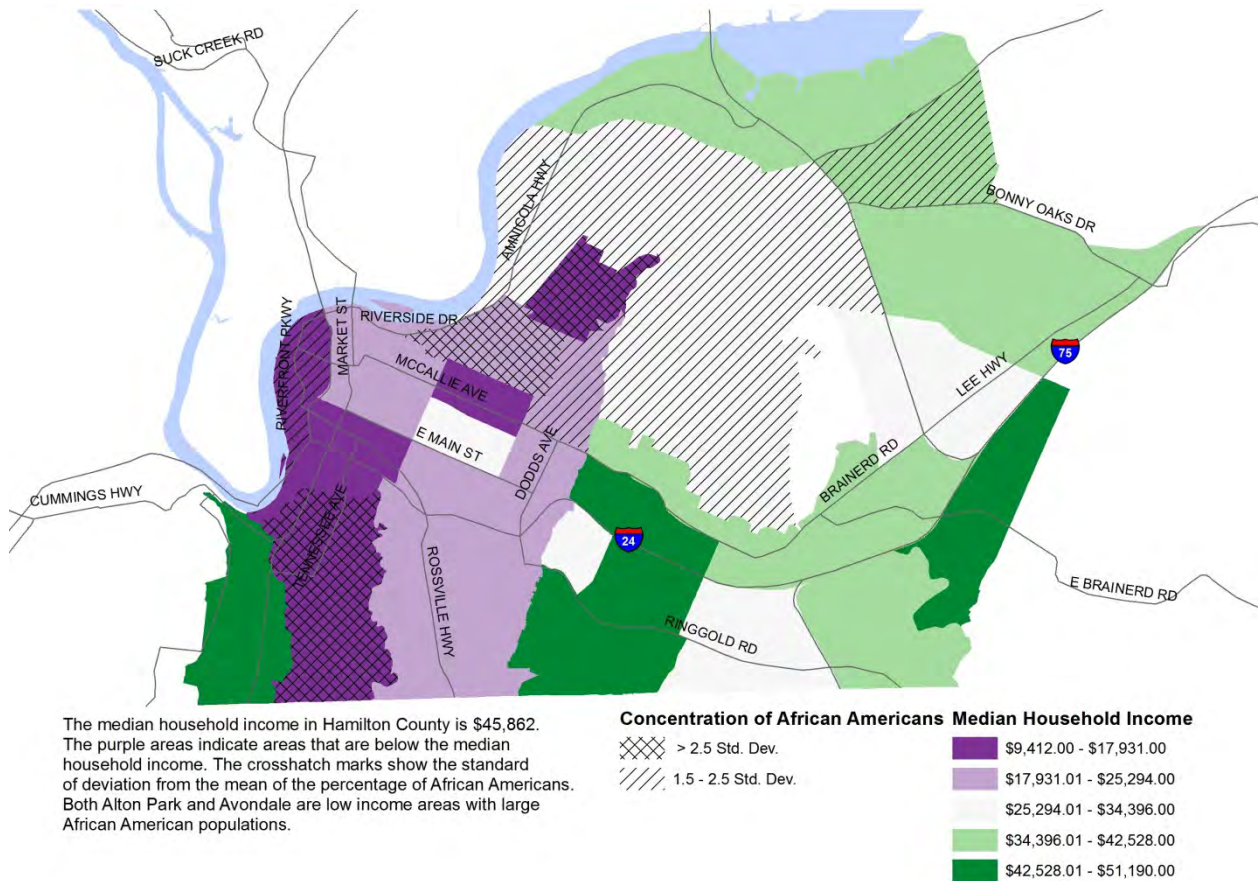 SUCK CREEK RD
AMNICOLA HWY
BONNY OAKS DR
RIVERFRONT PKWY
MARKET ST
RIVERSIDE DR
MCCALLIE AVE
75
LEE HWY
E MAIN ST
DODDS AVE
BRAINERD RD
CUMMINGS HWY
TENNESSEE AVE
24
ROSSVILLE HWY
E BRAINERD RD
RINGGOLD RD
The median household income in Hamilton County is $45,862.
The purple areas indicate areas that are below the median
household income. The crosshatch marks show the standard
of deviation from the mean of the percentage of African Americans.
Both Alton Park and Avondale are low income areas with large
African American populations.
Concentration of African Americans
> 2.5 Std. Dev.
1.5 - 2.5 Std. Dev.
Median Household Income
$9,412.00 - $17,931.00
$17,931.01 - $25,294.00
$25,294.01 - $34,396.00
$34,396.01 - $42,528.00
$42,528.01 - $51,190.00